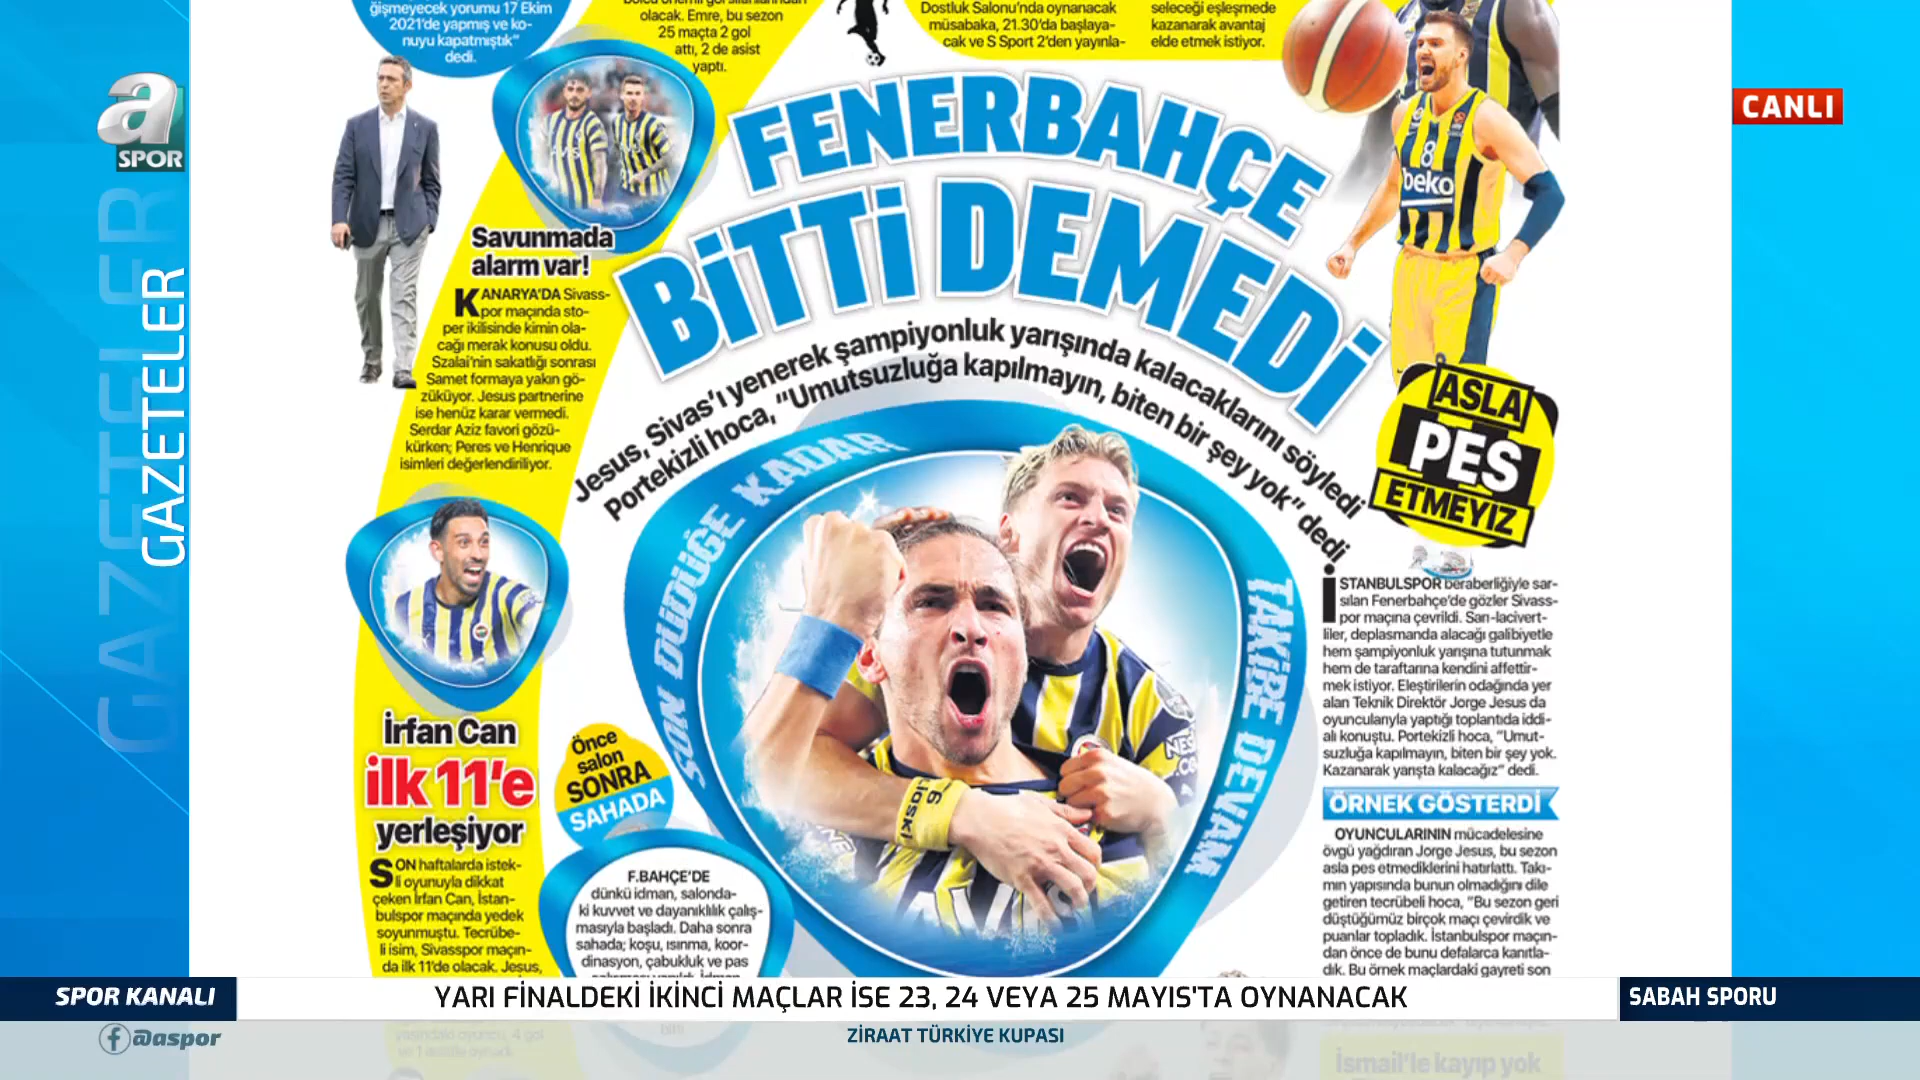 ğişmeyecek yorumu 17 Ekim
2021'de yapmış ve ko-
nuyu kapatmıştık"
dedi.
olacak. Emre, bu sezon
25 maçta 2 gol
attı, 2 de asist
yaptı.
Dostluk Salonu'nda oynanacak
müsabaka, 21.30'da başlaya-
cak ve S Sport 2'den yayınla-
seleceği eşleşmede
kazanarak avantaj
elde etmek istiyor.
a
SPOR
GAZETELER
GAZETELER
CANLI
FENERBAHÇE
BİTTİ DEMEDİ
Jesus, Sivas'ı yenerek şampiyonluk yarışında kalacaklarını söyledi
Portekizli hoca, "Umutsuzluğa kapılmayın, biten bir şey yok" dedi
Savunmada
alarm var!
KANARYA'DA Sivass-
por maçında sto-
per ikilisinde kimin ola-
cağı merak konusu oldu.
Szalai'nin sakatlığı sonrası
Samet formaya yakın gö-
züküyor. Jesus partnerine
ise henüz karar vermedi.
Serdar Aziz favori gözü-
kürken; Peres ve Henrique
isimleri değerlendiriliyor.
8
beko
ASLA
PES
ETMEYIZ
SON DÜDÜĞE KADAR
TAKİBE DEVAM
İrfan Can
ilk 11'e
yerleşiyor
SON haftalarda istek-
li oyunuyla dikkat
çeken İrfan Can, İstan-
bulspor maçında yedek
soyunmuştu. Tecrübe-
li isim, Sivasspor maçın-
da ilk 11'de olacak. Jesus,
Önce
salon
SONRA
SAHADA
F.BAHÇE'DE
dünkü idman, salonda-
ki kuvvet ve dayanıklılık çalış-
masıyla başladı. Daha sonra
sahada; koşu, ısınma, koor-
dinasyon, çabukluk ve pas
İSTANBULSPOR beraberliğiyle sar-
sılan Fenerbahçe'de gözler Sivass-
por maçına çevrildi. Sarı-lacivert-
liler, deplasmanda alacağı galibiyetle
hem şampiyonluk yarışına tutunmak
hem de taraftarına kendini affettir-
mek istiyor. Eleştirilerin odağında yer
alan Teknik Direktör Jorge Jesus da
oyuncularıyla yaptığı toplantıda iddi-
alı konuştu. Portekizli hoca, "Umut-
suzluğa kapılmayın, biten bir şey yok.
Kazanarak yarışta kalacağız" dedi.
ÖRNEK GÖSTERDİ
OYUNCULARININ mücadelesine
övgü yağdıran Jorge Jesus, bu sezon
asla pes etmediklerini hatırlattı. Takı-
mın yapısında bunun olmadığını dile
getiren tecrübeli hoca, "Bu sezon geri
düştüğümüz birçok maçı çevirdik ve
puanlar topladık. İstanbulspor maçın-
dan önce de bunu defalarca kanıtla-
dık. Bu örnek maçlardaki gayreti son
SPOR KANALI
YARI FİNALDEKİ İKİNCİ MAÇLAR İSE 23, 24 VEYA 25 MAYIS'TA OYNANACAK
SABAH SPORU
@aspor
ZİRAAT TÜRKİYE KUPASI
İsmail'le kayıp yok